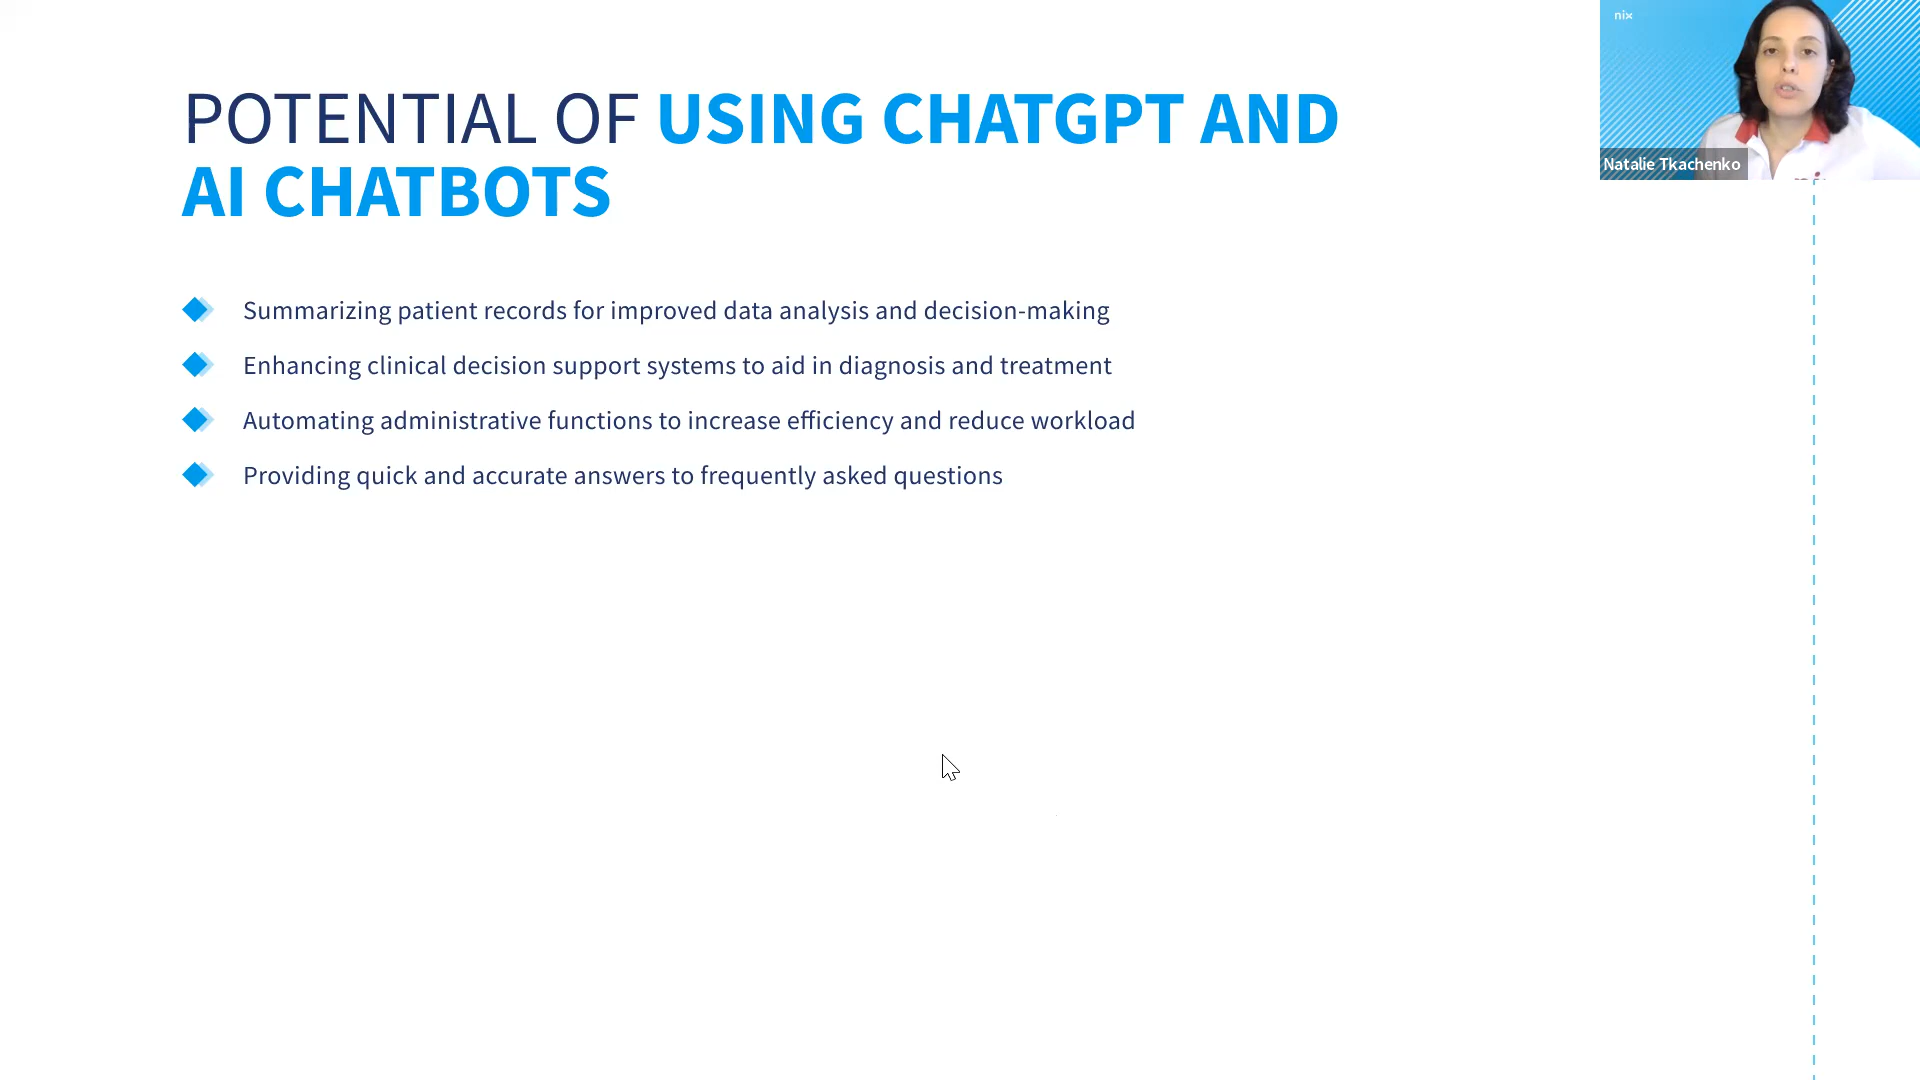 POTENTIAL OF USING CHATGPT AND
AI CHATBOTS
Summarizing patient records for improved data analysis and decision-making
Enhancing clinical decision support systems to aid in diagnosis and treatment
Automating administrative functions to increase efficiency and reduce workload
Providing quick and accurate answers to frequently asked questions
nix
Natalie Tkachenko